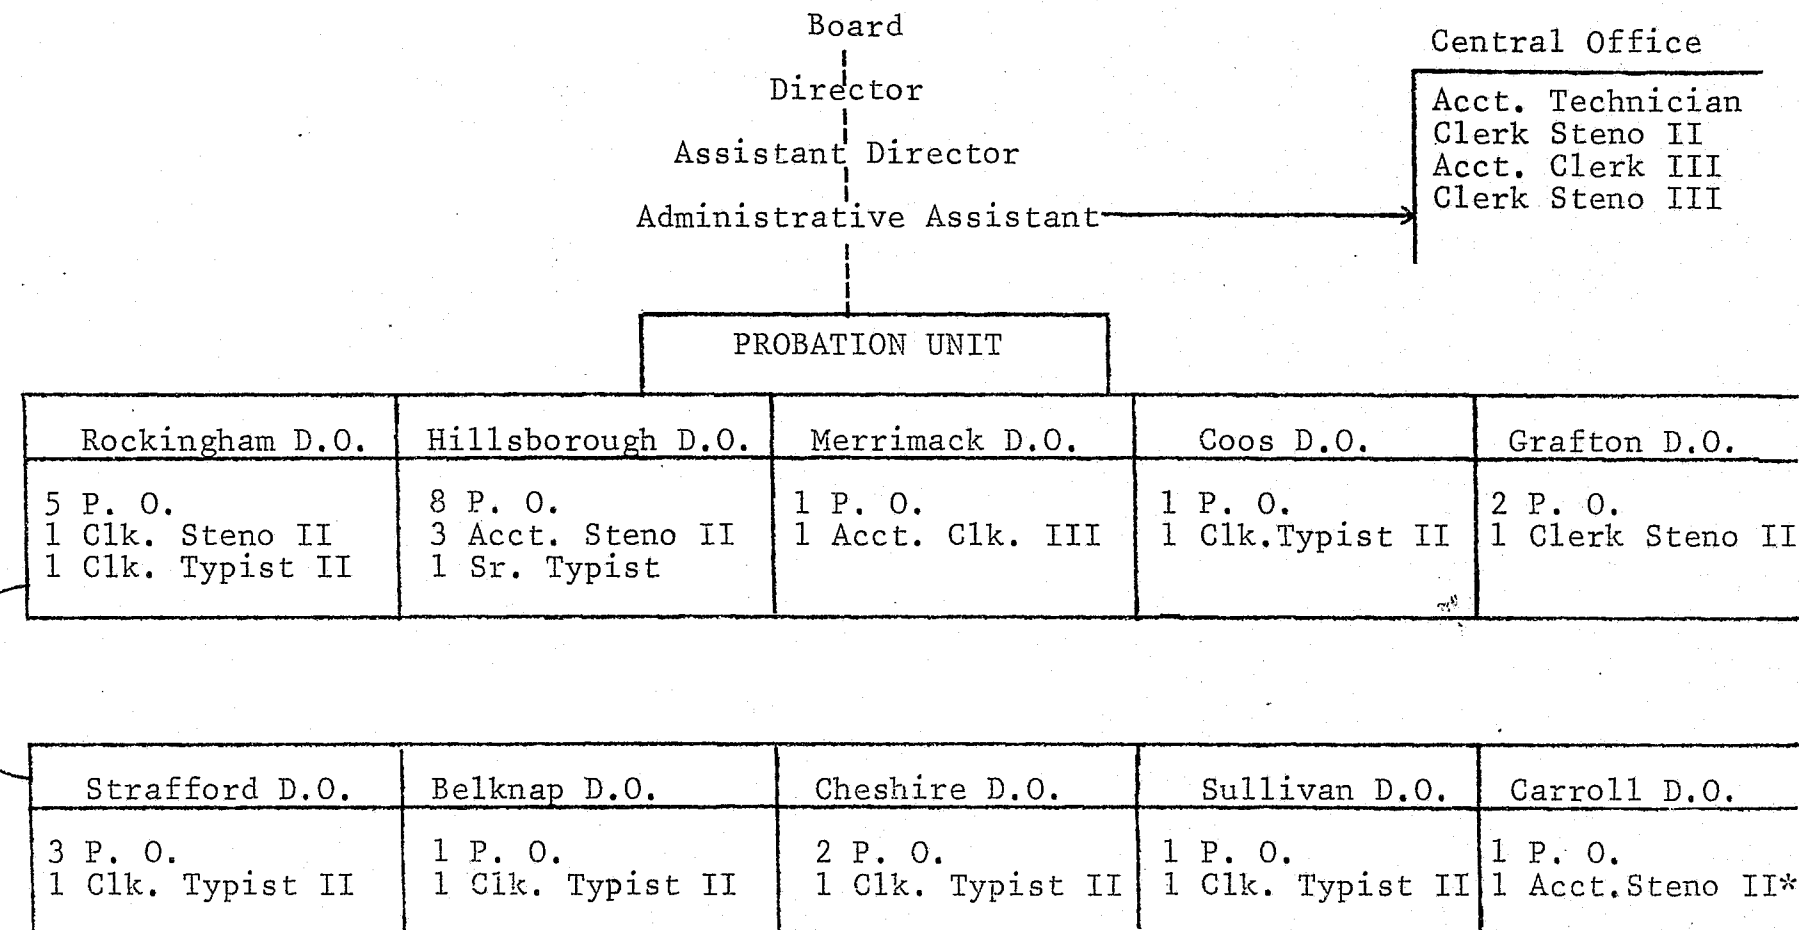 Board
Director
Assistant Director
Administrative Assistant
Central Office
Acct. Technician
Clerk Steno II
Acct. Clerk III
Clerk Steno III
PROBATION UNIT
Rockingham D.O.
5 P. O.
1 Clk. Steno II
1 Clk. Typist II
Hillsborough D.O.
8 P. O.
3 Acct. Steno II
1 Sr. Typist
Merrimack D.O.
1 P. O.
1 Acct. Clk. III
Coos D.O.
1 P. O.
1 Clk.Typist II
Grafton D.O.
2 P. O.
1 Clerk Steno II
Strafford D.O.
3 P. O.
1 Clk. Typist II
Belknap D.O.
1 P. O.
1 Clk. Typist II
Cheshire D.O.
2 P. O.
1 Clk. Typist II
Sullivan D.O.
1 P. O.
1 Clk. Typist II
Carroll D.O.
1 P. O.
1 Acct.Steno II*